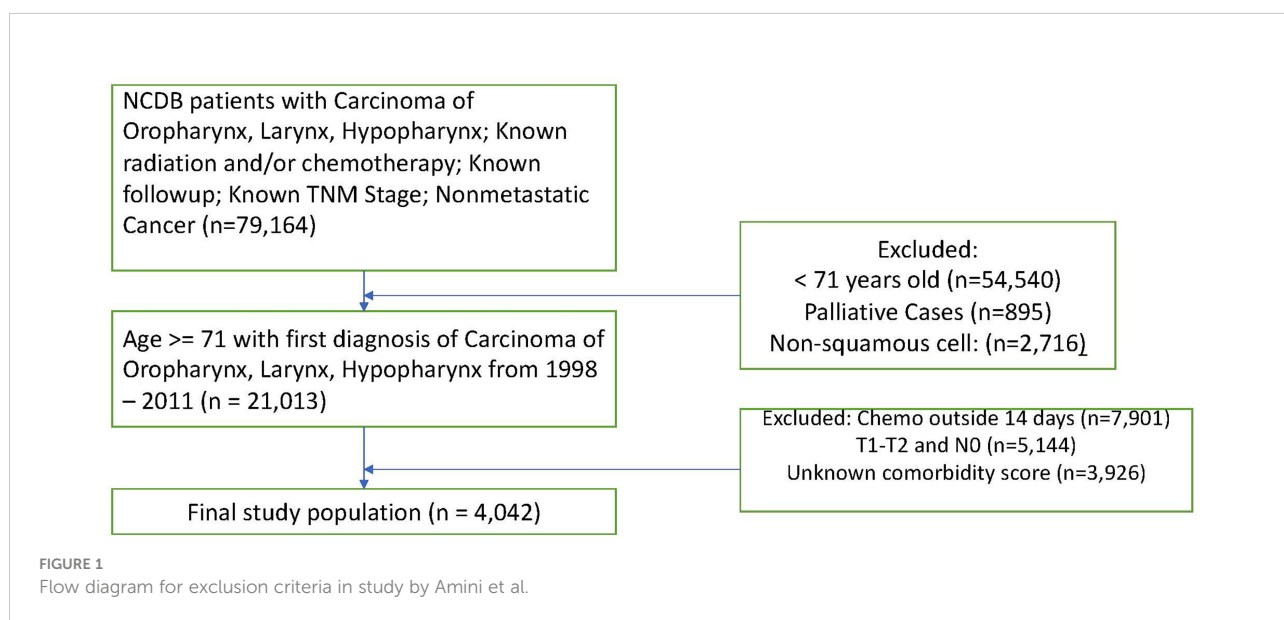 NCDB patients with Carcinoma of
Oropharynx, Larynx, Hypopharynx; Known
radiation and/or chemotherapy; Known
followup; Known TNM Stage; Nonmetastatic
Cancer (n=79,164)
Excluded:
< 71 years old (n=54,540)
Palliative Cases (n=895)
Non-squamous cell: (n=2,716)
Age >= 71 with first diagnosis of Carcinoma of
Oropharynx, Larynx, Hypopharynx from 1998
– 2011 (n = 21,013)
Excluded: Chemo outside 14 days (n=7,901)
T1-T2 and N0 (n=5,144)
Unknown comorbidity score (n=3,926)
Final study population (n = 4,042)
FIGURE 1
Flow diagram for exclusion criteria in study by Amini et al.